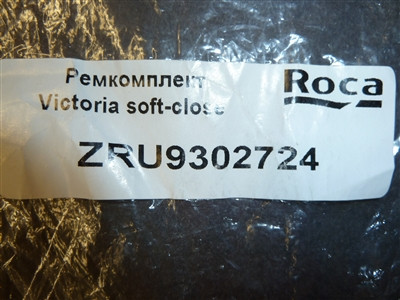 Ремкомплект Roca
Victoria soft-close
ZRU9302724